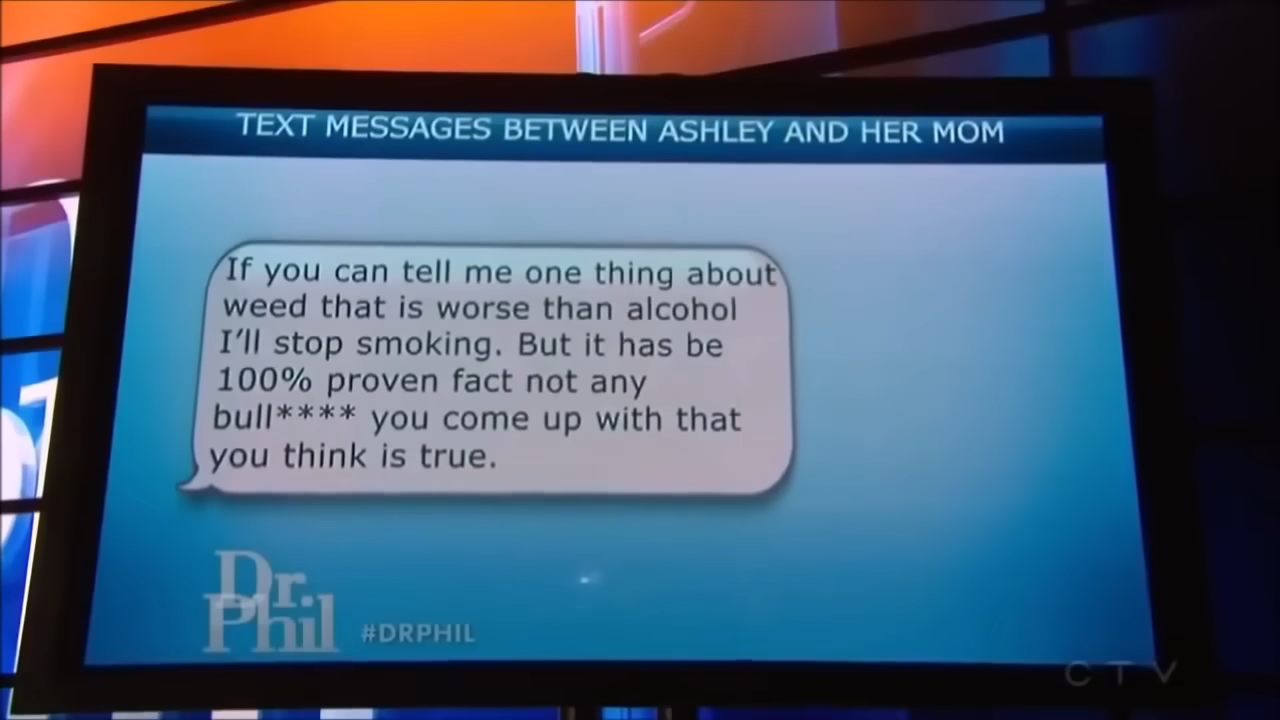 TEXT MESSAGES BETWEEN ASHLEY AND HER MOM
If you can tell me one thing about
weed that is worse than alcohol
I'll stop smoking. But it has be
100% proven fact not any
bull**** you come up with that
you think is true.
Dr.
Phil
#DRPHIL
CTV